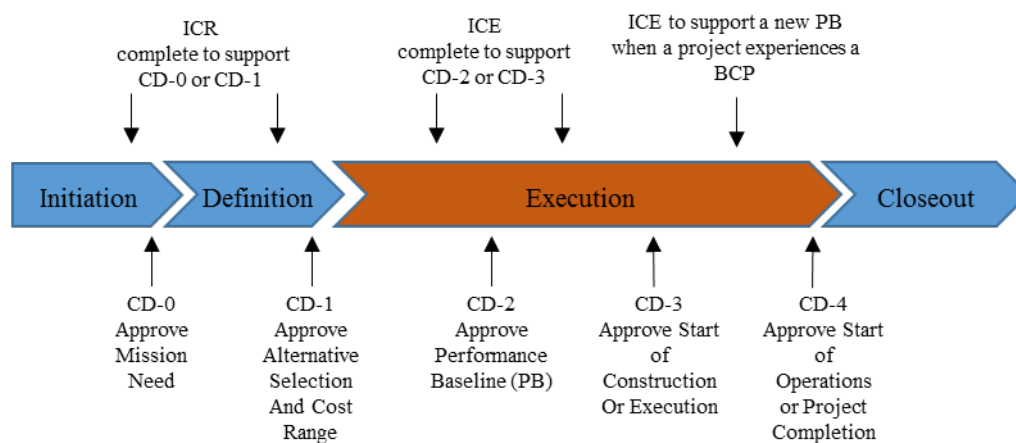 ICR
complete to support
CD-0 or CD-1
ICE
complete to support
CD-2 or CD-3
ICE to support a new PB
when a project experiences a
BCP
Initiation
Definition
Execution
Closeout
CD-0
Approve
Mission
Need
CD-1
Approve
Alternative
Selection
And Cost
Range
CD-2
Approve
Performance
Baseline (PB)
CD-3
Approve Start
of
Construction
Or Execution
CD-4
Approve Start
of
Operations
or Project
Completion